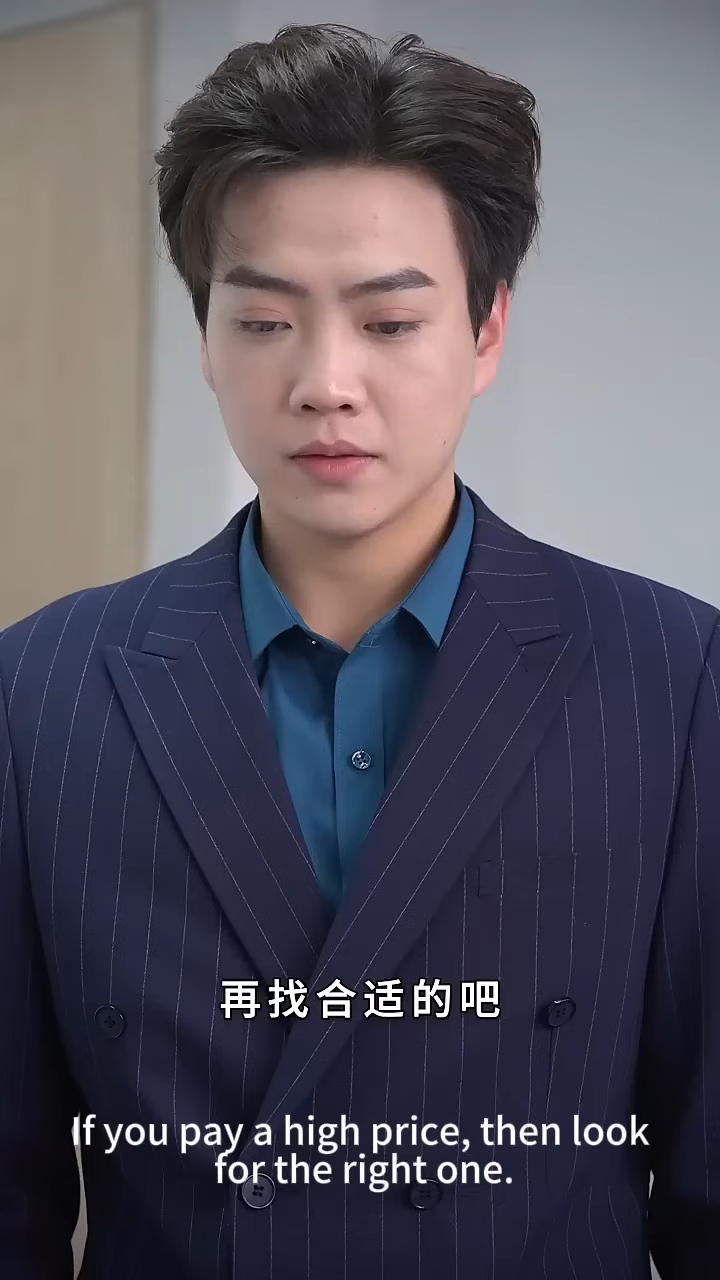 再找合适的吧
If you pay a high price, then look
for the right one.